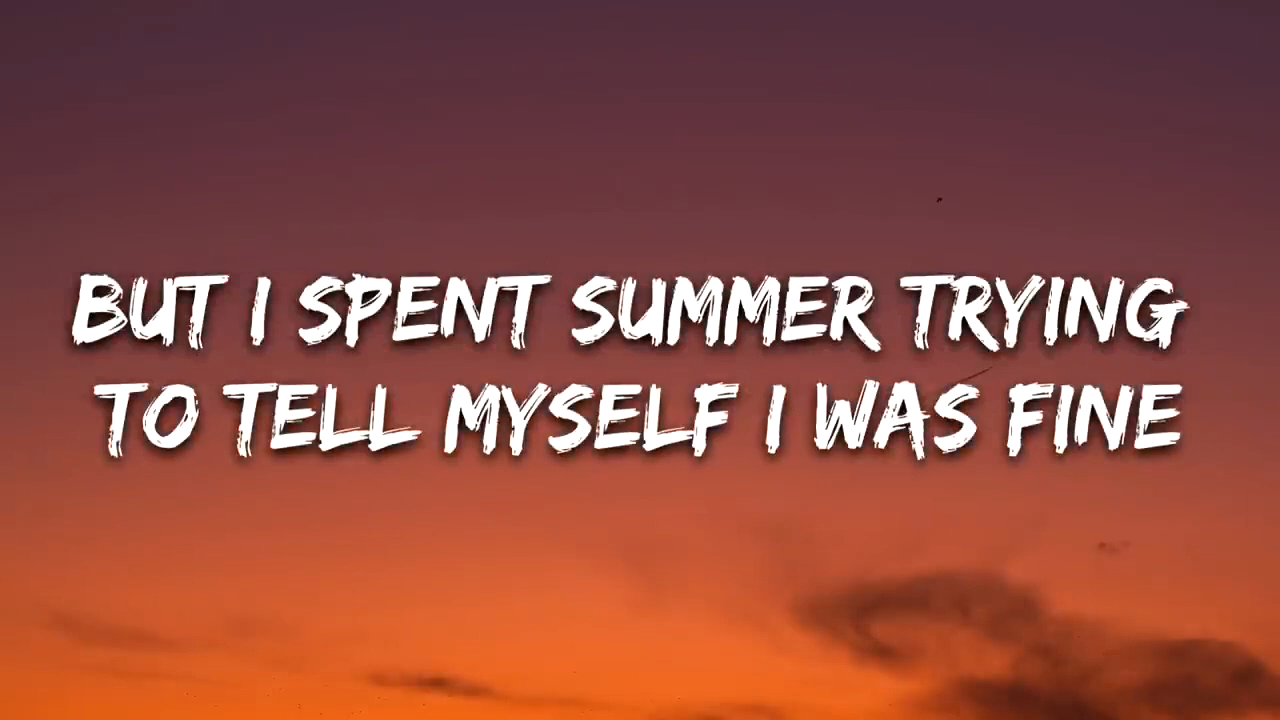 BUT I SPENT SUMMER TRYING
TO TELL MYSELF I WAS FINE